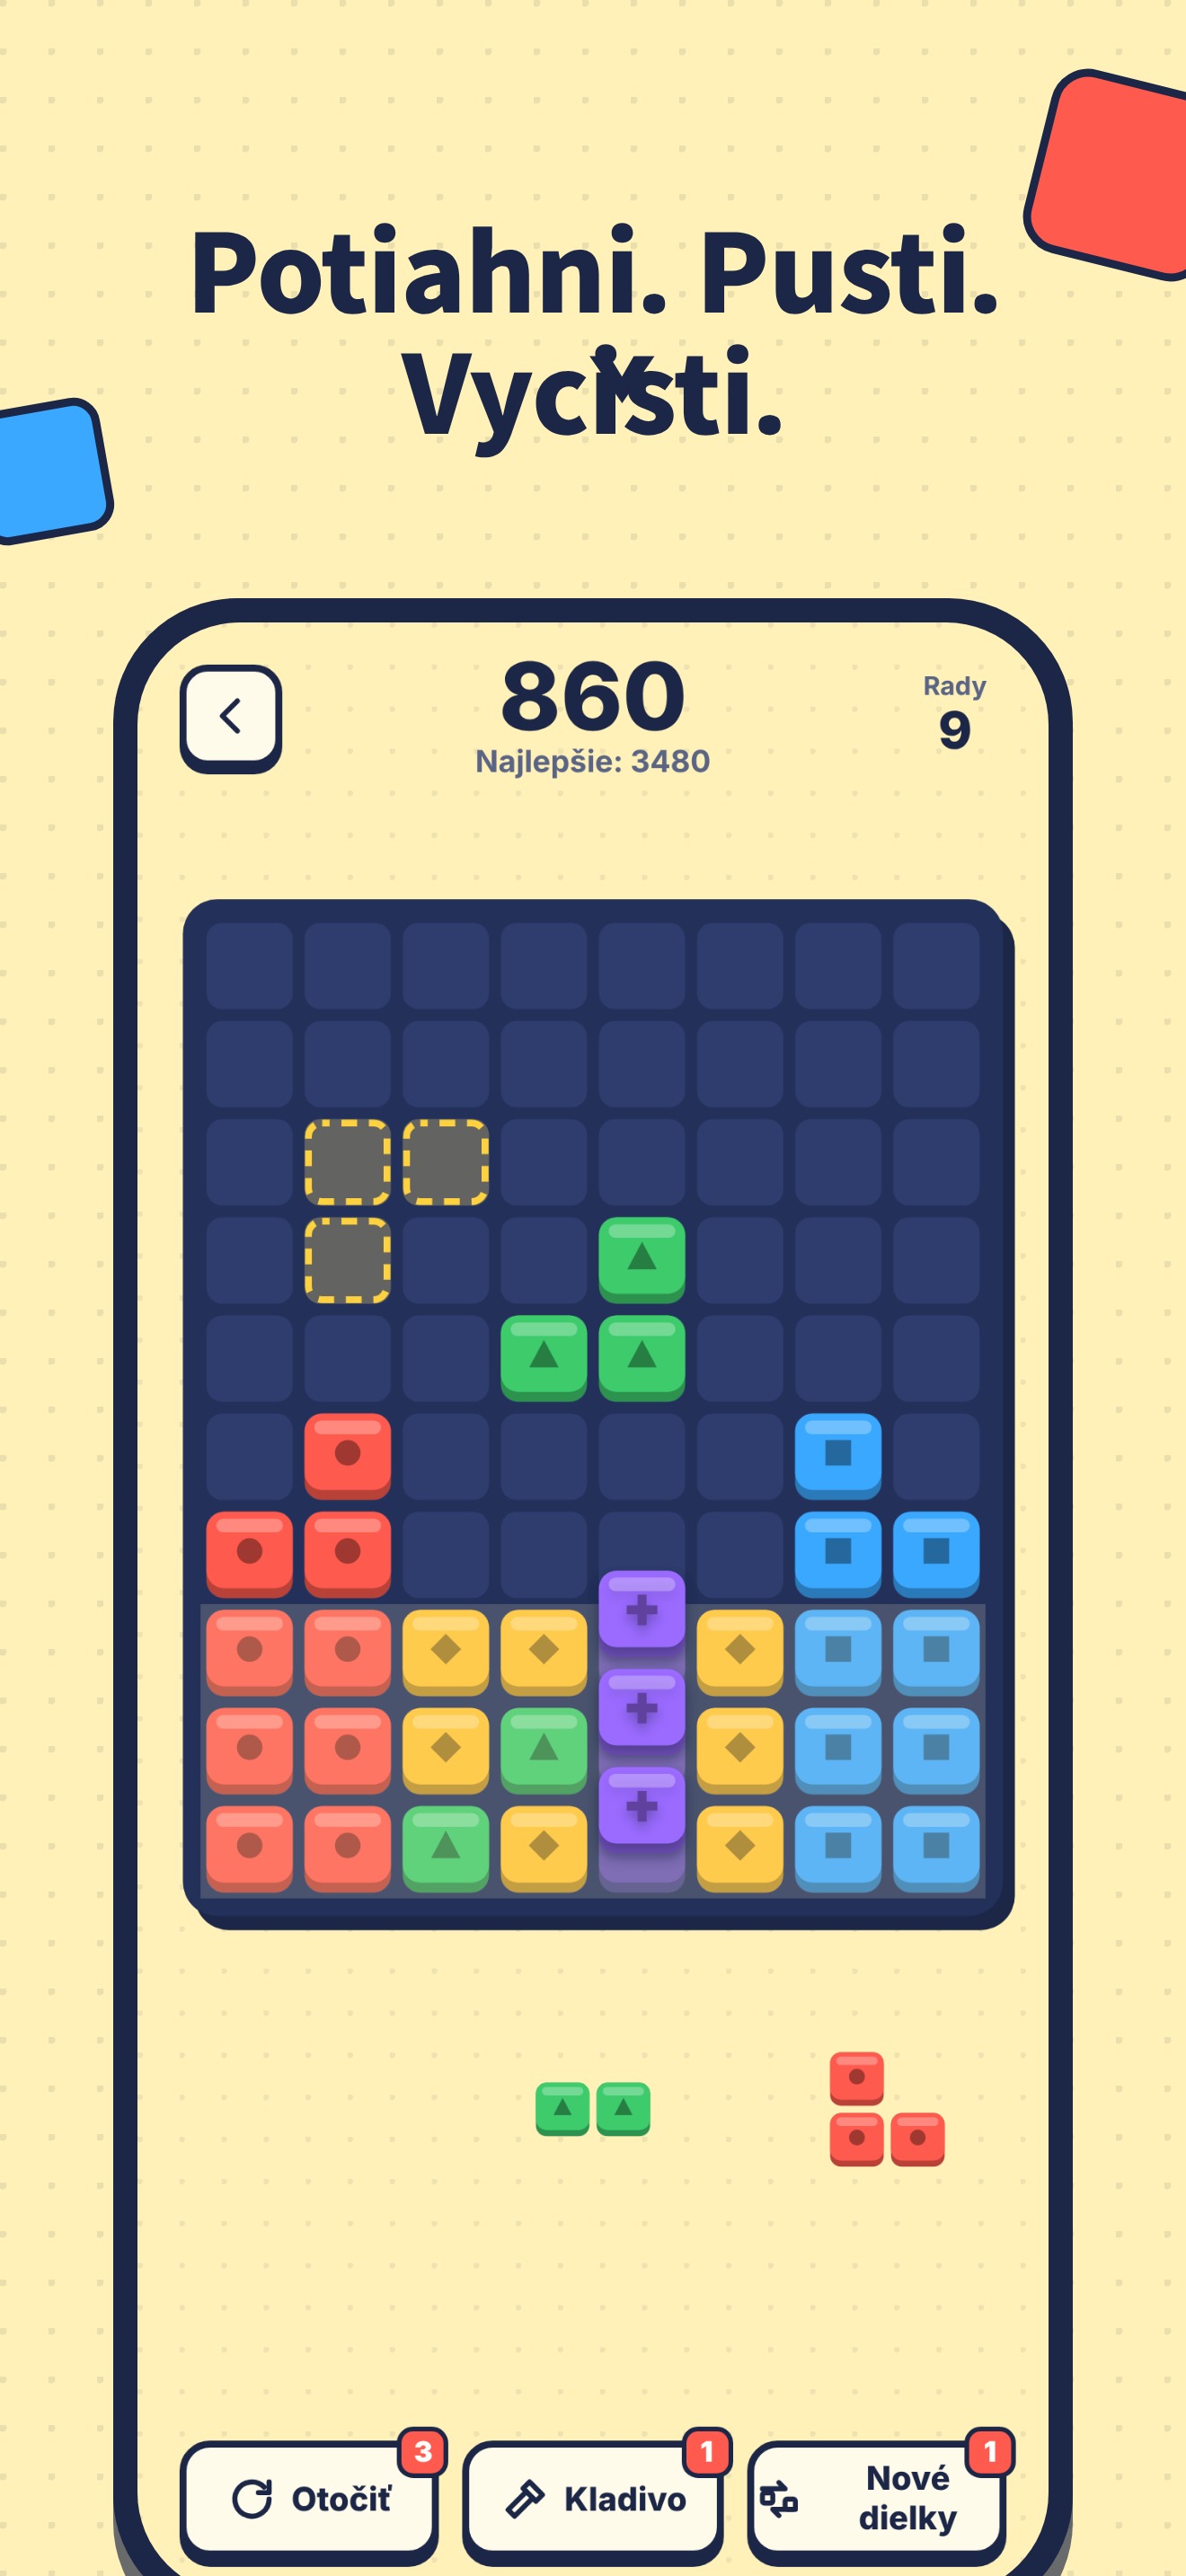 Potiahni. Pusti.
Vyčisti.
860
Najlepšie: 3480
Rady
9
3
Otočiť
1
Kladivo
1
Nové
dielky